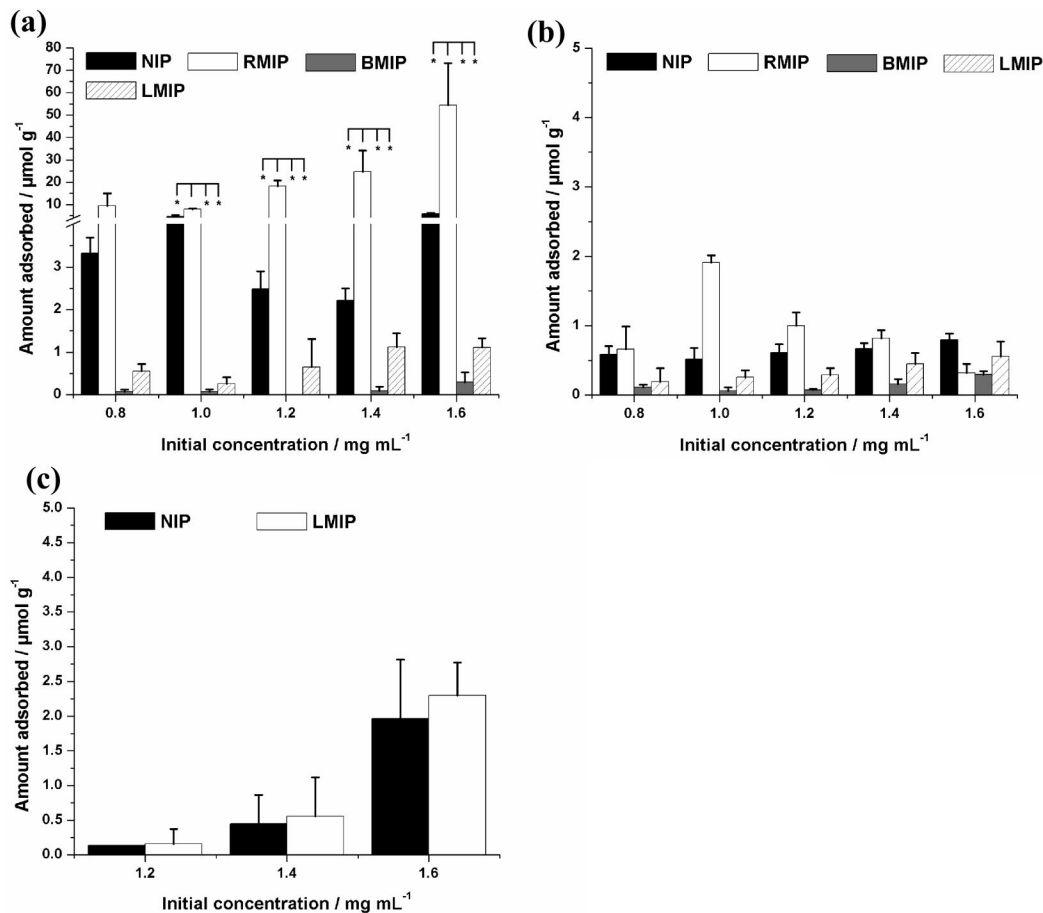 (a)
NIP RMIP BMIP
LMIP
80
70
60
50
40
30
20
10
3
2
1
0
Amount adsorbed / µmol g⁻¹
* * *
* * *
* * *
* * *
0.8 1.0 1.2 1.4 1.6
Initial concentration / mg mL⁻¹
(b)
NIP RMIP BMIP LMIP
5
4
3
2
1
0
Amount adsorbed / µmol g⁻¹
0.8 1.0 1.2 1.4 1.6
Initial concentration / mg mL⁻¹
(c)
NIP LMIP
5.0
4.5
4.0
3.5
3.0
2.5
2.0
1.5
1.0
0.5
0.0
Amount adsorbed / µmol g⁻¹
1.2 1.4 1.6
Initial concentration / mg mL⁻¹